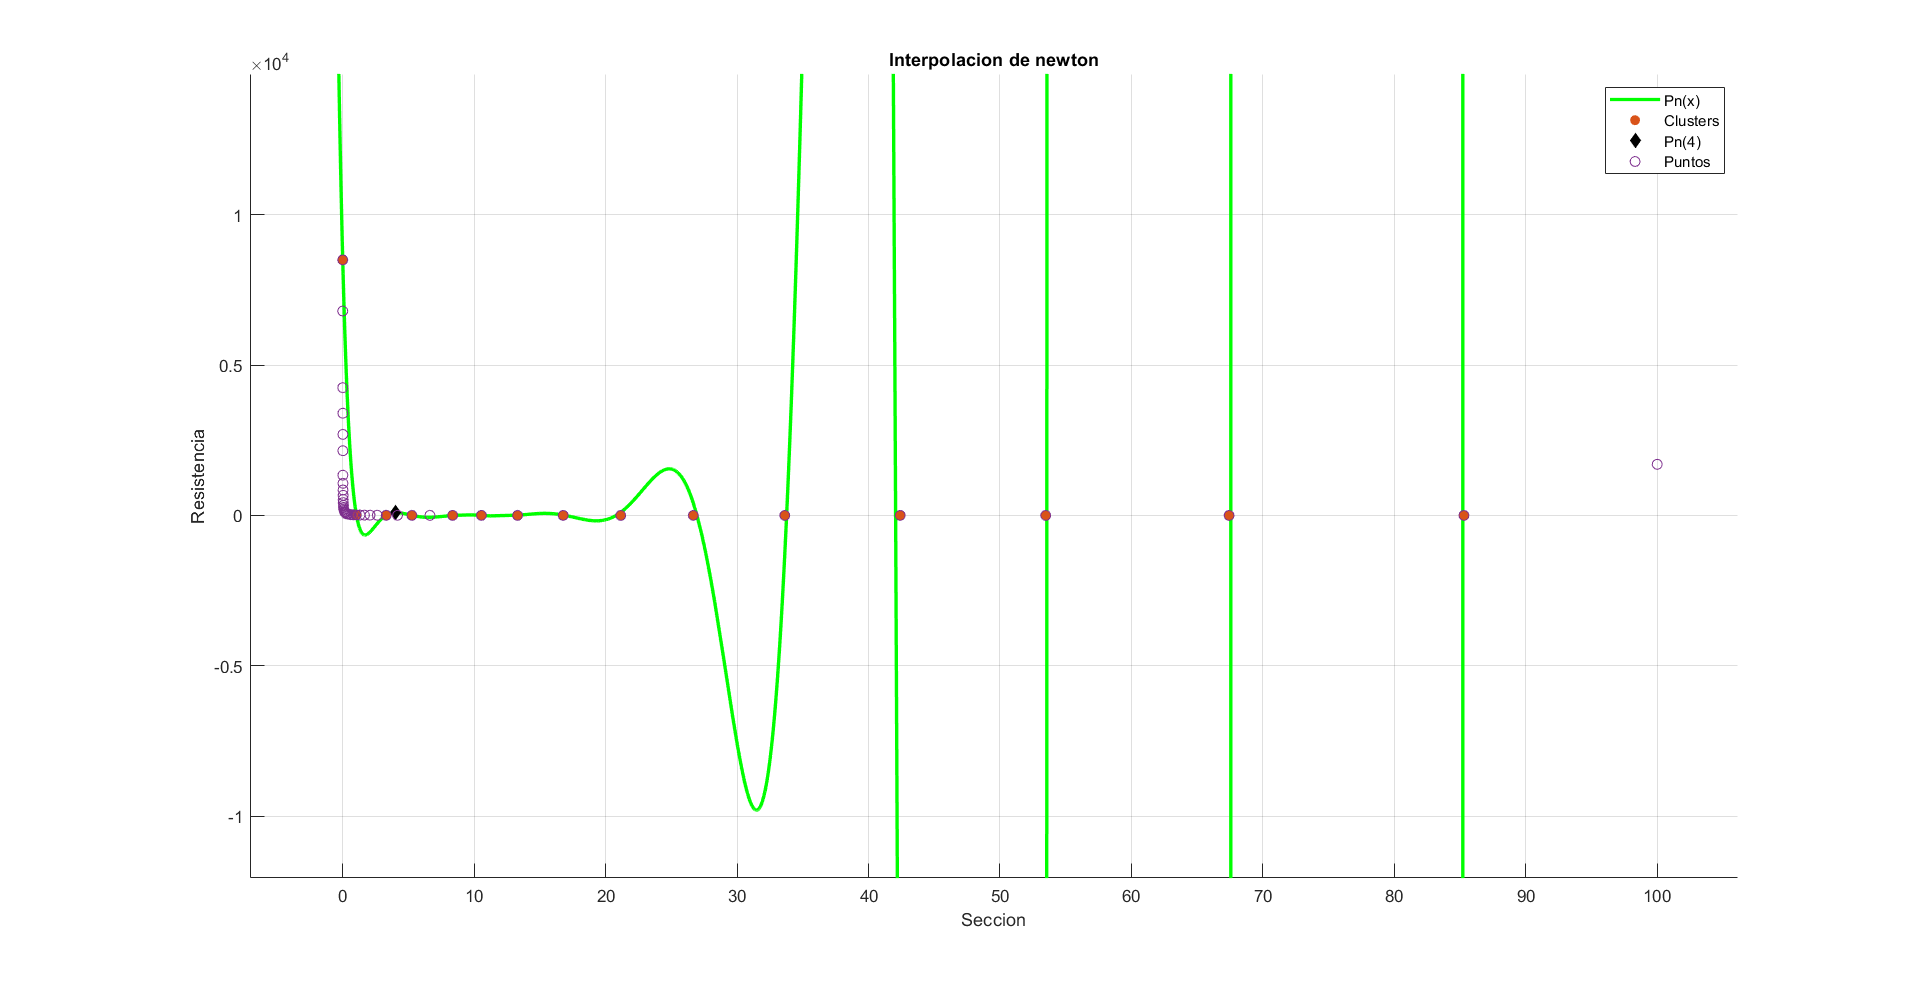 Interpolacion de newton
×10^4
1
0.5
0
-0.5
-1
Resistencia
0 10 20 30 40 50 60 70 80 90 100
Seccion
Pn(x)
Clusters
Pn(4)
Puntos